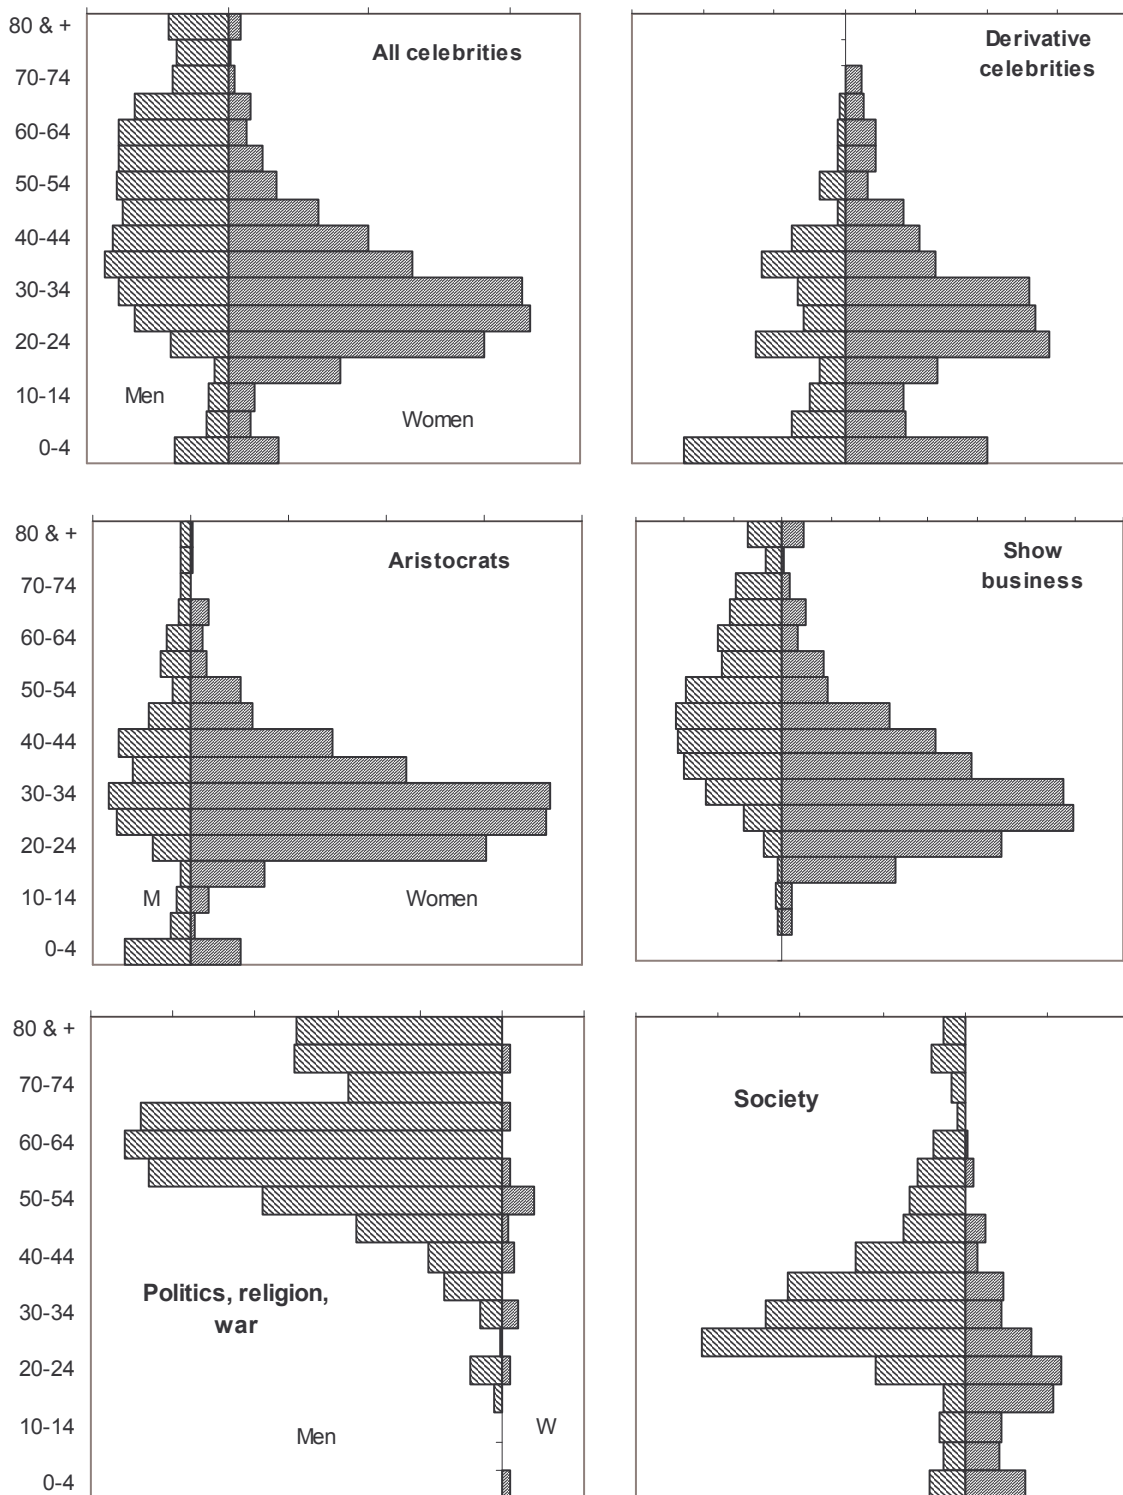 80 & +
70-74
60-64
50-54
40-44
30-34
20-24
10-14
0-4
All celebrities
Men
Women
Derivative
celebrities
80 & +
70-74
60-64
50-54
40-44
30-34
20-24
10-14
0-4
Aristocrats
M
Women
Show
business
80 & +
70-74
60-64
50-54
40-44
30-34
20-24
10-14
0-4
Politics, religion,
war
Men
W
Society